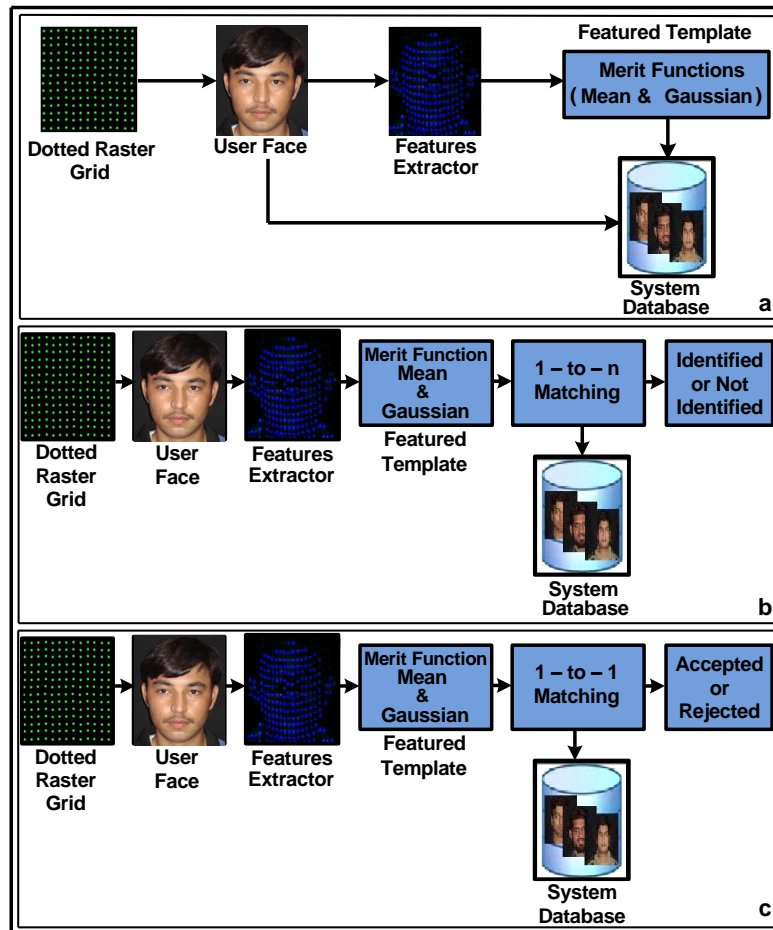 Featured Template
Merit Functions
(Mean & Gaussian)
Dotted Raster
Grid
User Face
Features
Extractor
System
Database
a
Merit Function
Mean
&
Gaussian
1 – to – n
Matching
Identified
or Not
Identified
Dotted
Raster
Grid
User
Face
Features
Extractor
Featured
Template
System
Database
b
Merit Function
Mean
&
Gaussian
1 – to – 1
Matching
Accepted
or
Rejected
Dotted
Raster
Grid
User
Face
Features
Extractor
Featured
Template
System
Database
c